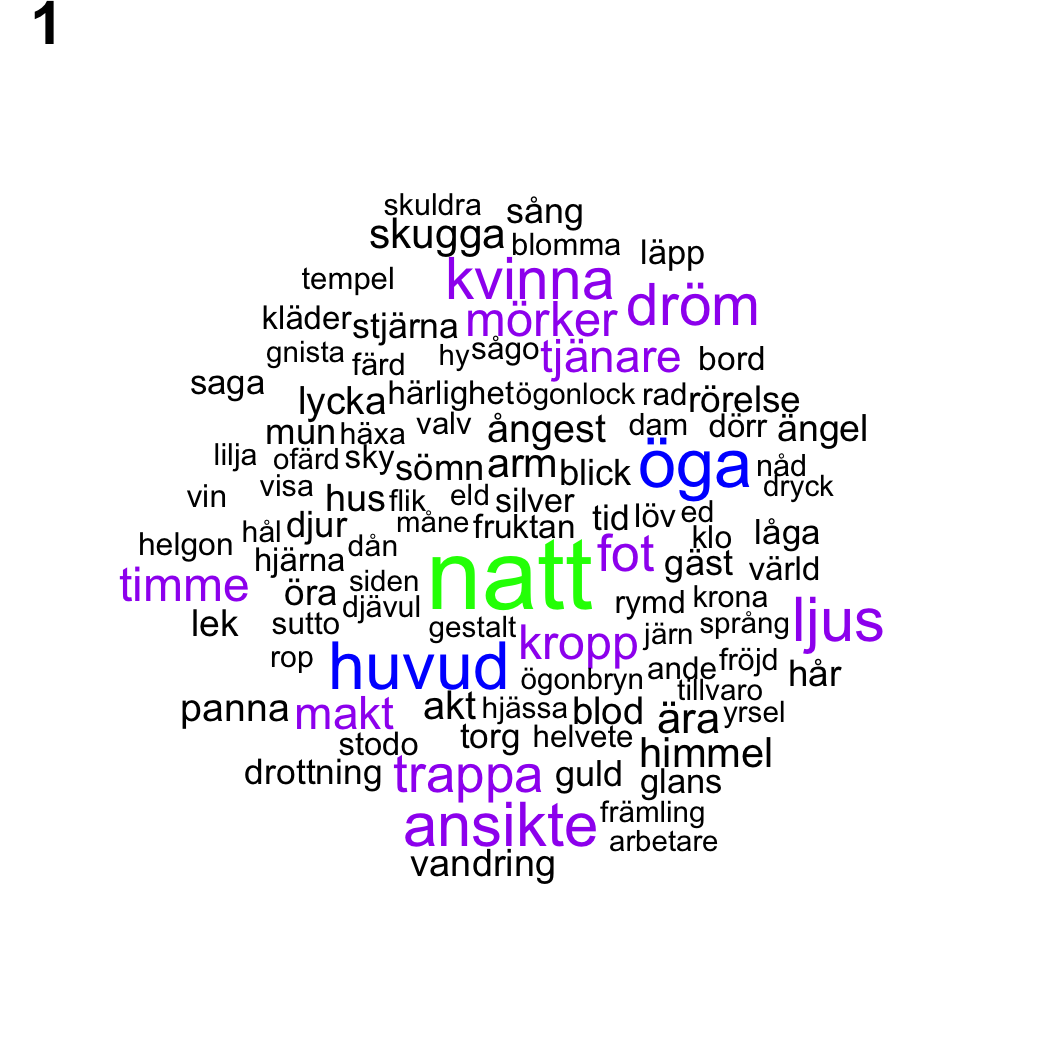 1
skuldra sång
skugga blomma läpp
tempel kvinna dröm
kläder stjärna mörker
gnista färd hy sågo tjänare bord
saga lycka härlighet ögonlock rad rörelse
mun häxa valv ångest dam dörr ängel
lilja ofärd sky sömn arm blick öga nåd
vin visa hus flik eld silver dryck
hål djur måne fruktan tid löv ed
helgon hjärna dån natt fot klo låga
timme öra siden gäst värld
lek sutto djävul gestalt rymd krona
rop huvud kropp järn språng ljus
ögonbryn ande fröjd hår
panna makt akt hjässa blod tillvaro
stodo torg helvete ära yrsel
drottning trappa guld himmel
glans
ansikte främling
arbetare
vandring